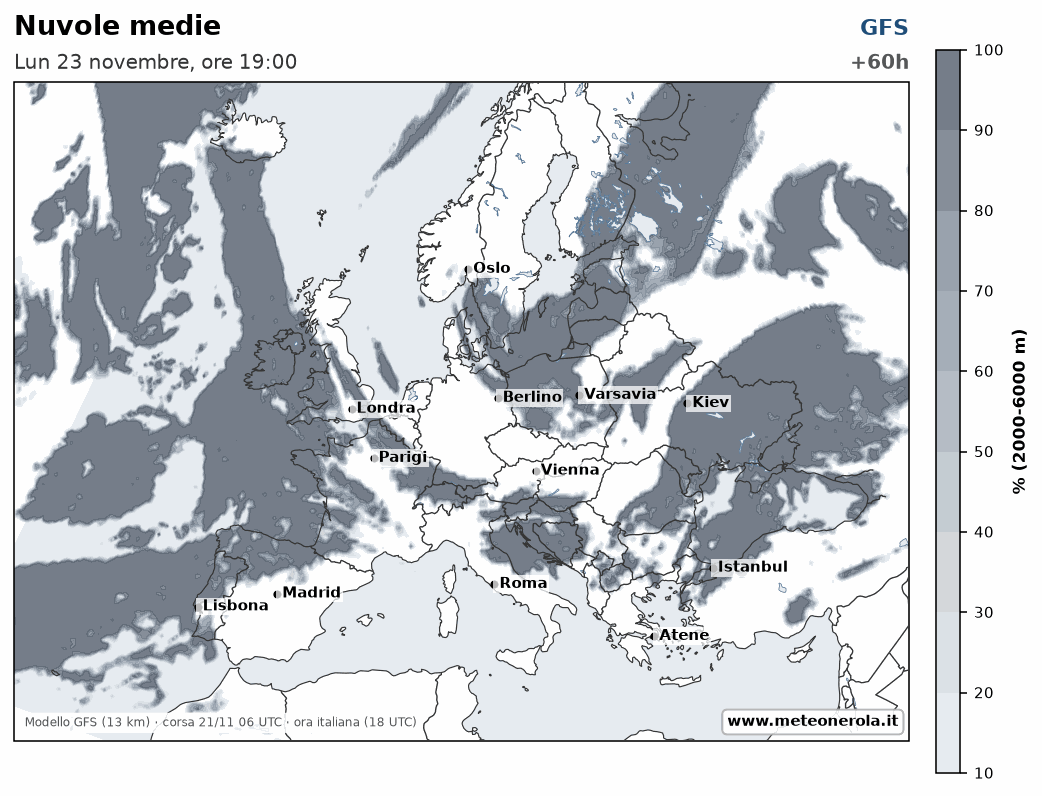 Nuvole medie
GFS
Lun 23 novembre, ore 19:00
+60h
Oslo
Londra
Berlino
Varsavia
Kiev
Parigi
Vienna
Istanbul
Roma
Madrid
Lisbona
Atene
Modello GFS (13 km) · corsa 21/11 06 UTC · ora italiana (18 UTC)
www.meteonerola.it
100
90
80
70
60
50
40
30
20
10
% (2000-6000 m)